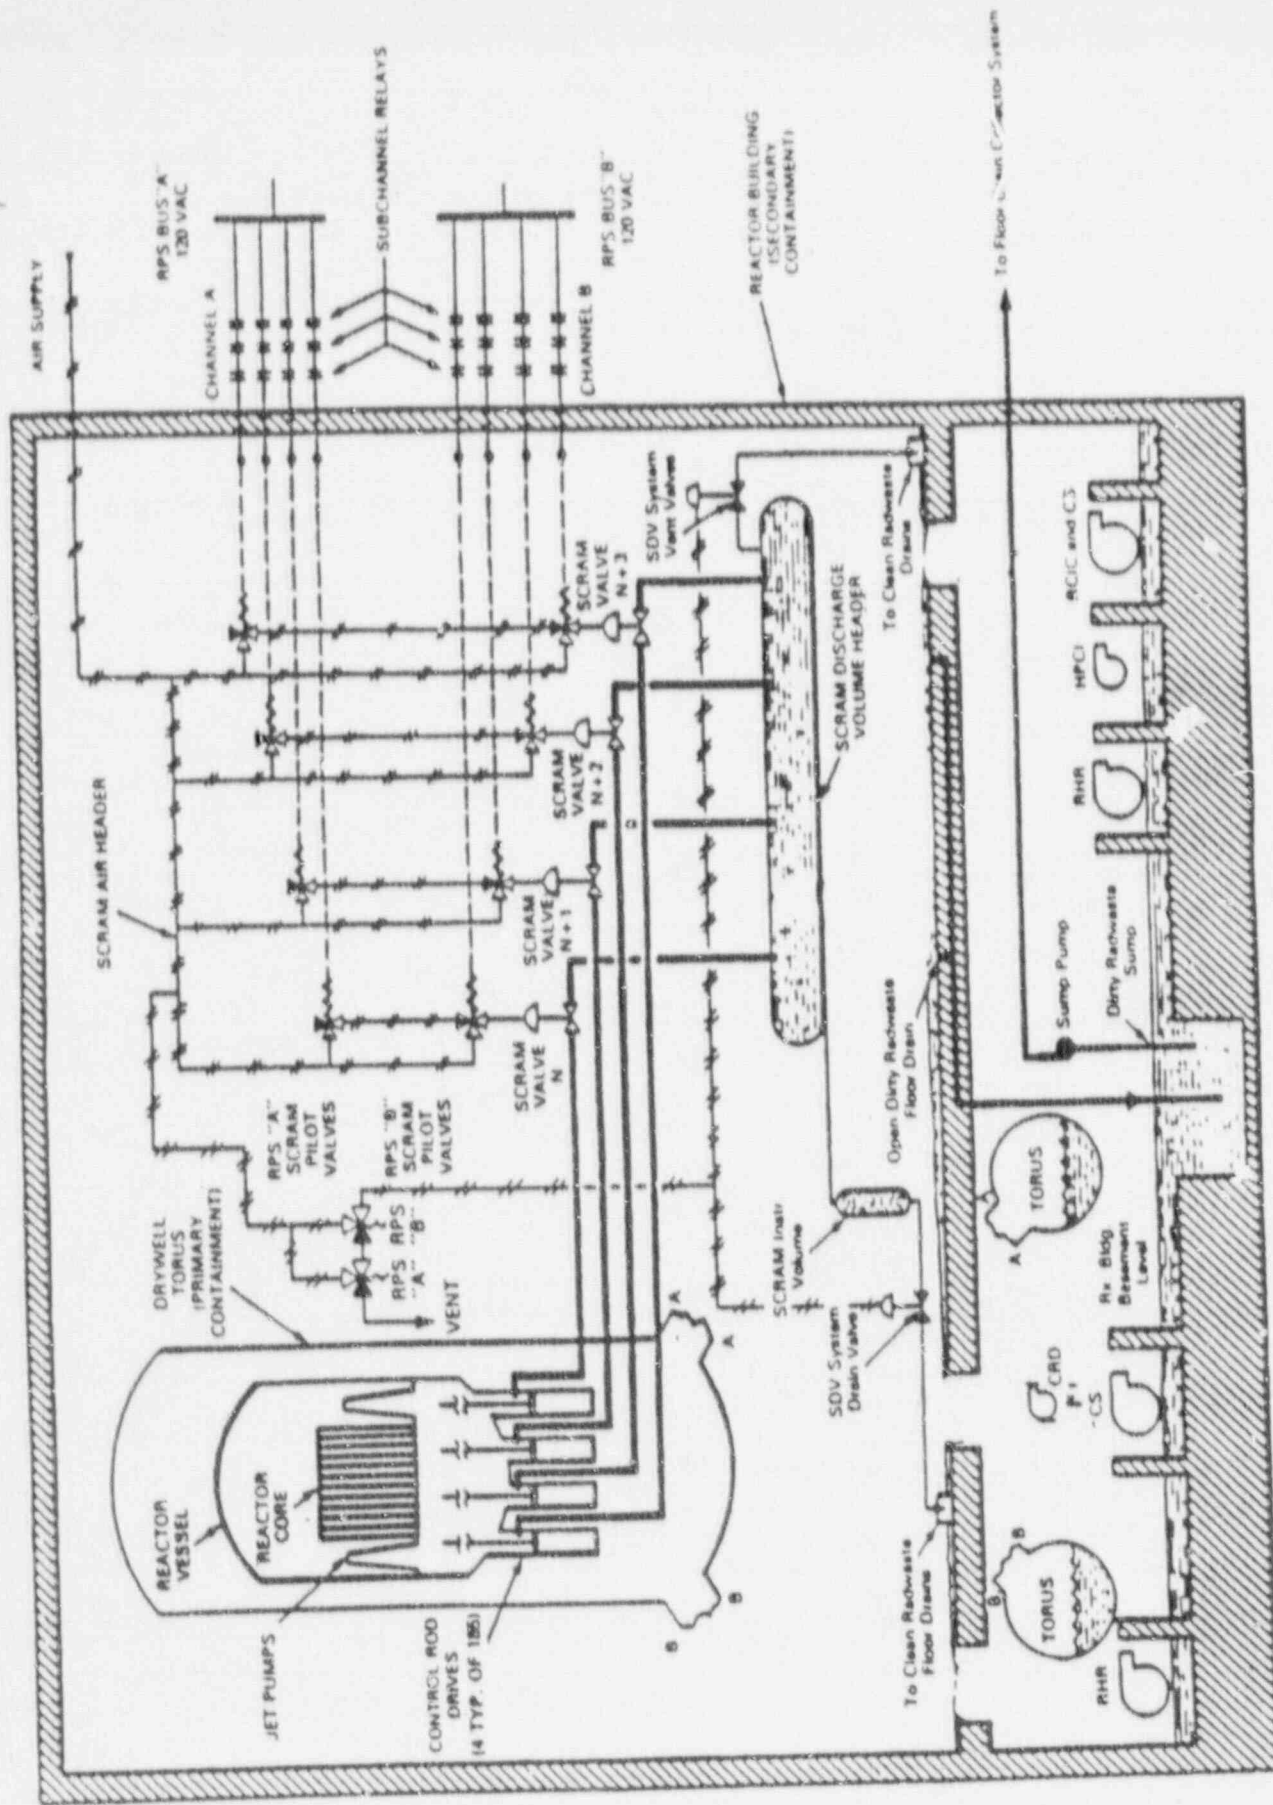 AIR SUPPLY
RPS BUS "A"
120 VAC
CHANNEL A
SUBCHANNEL RELAYS
RPS BUS "B"
120 VAC
CHANNEL B
REACTOR BUILDING
(SECONDARY
CONTAINMENT)
SCRAM AIR HEADER
DRYWELL
TORUS
(PRIMARY
CONTAINMENT)
RPS "A"
SCRAM
PILOT
VALVES
RPS "B"
SCRAM
PILOT
VALVES
RPS
"A"
RPS
"B"
VENT
SCRAM
VALVE
N
SCRAM
VALVE
N + 1
SCRAM
VALVE
N + 2
SCRAM
VALVE
N + 3
REACTOR
VESSEL
REACTOR
CORE
JET PUMPS
CONTROL ROD
DRIVES
(4 TYP. OF 185)
A
A
B
B
SDV System
Vent Valves
SCRAM DISCHARGE
VOLUME HEADER
To Clean Radwaste
Drains
SCRAM Instr
Volume
SDV System
Drain Valve
Open Dirty Radwaste
Floor Drain
To Clean Radwaste
Floor Drains
To Floor System
Sump Pump
Dirty Radwaste
Sump
RCIC and CS
HPCI
RHR
TORUS
A
Rx Bldg.
Basement
Level
CRD
CS
TORUS
B
B
RHR